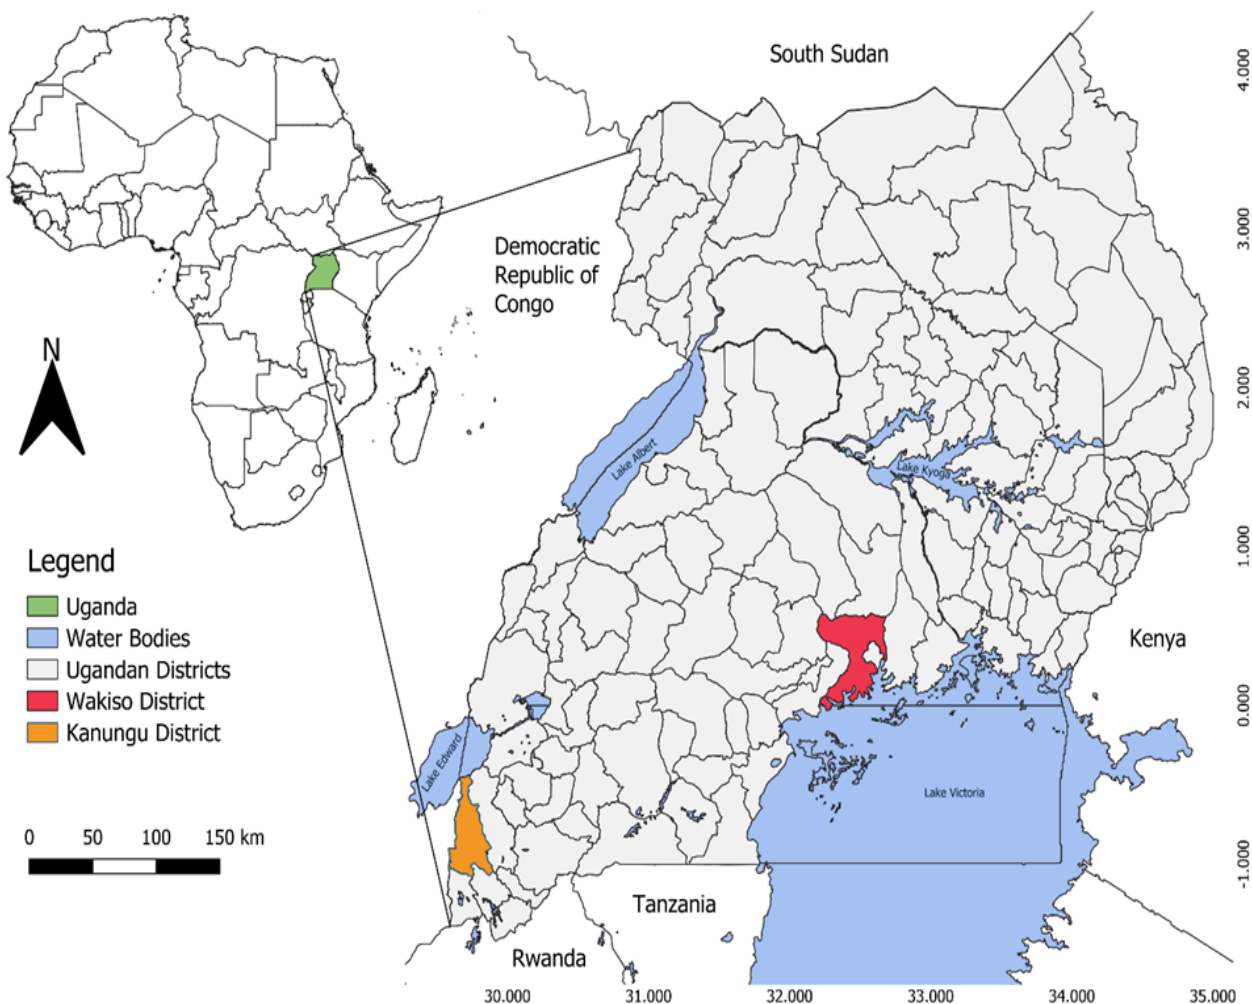 South Sudan
4.000
Democratic
Republic of
Congo
3.000
N
2.000
Lake Albert
Lake Kyoga
1.000
Legend
Uganda
Water Bodies
Ugandan Districts
Wakiso District
Kanungu District
Kenya
0.000
Lake Edward
Lake Victoria
0 50 100 150 km
-1.000
Tanzania
Rwanda
30.000 31.000 32.000 33.000 34.000 35.000